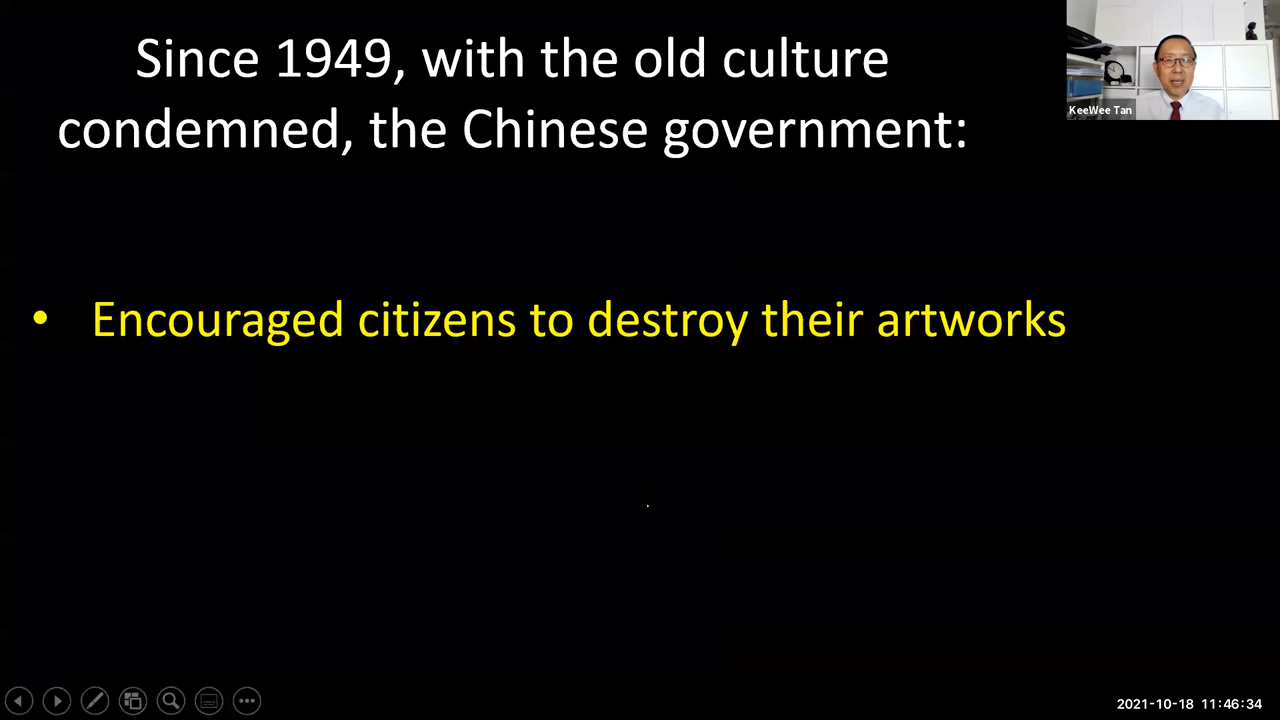 Since 1949, with the old culture
condemned, the Chinese government:
KeeWee Tan
• Encouraged citizens to destroy their artworks
2021-10-18 11:46:34